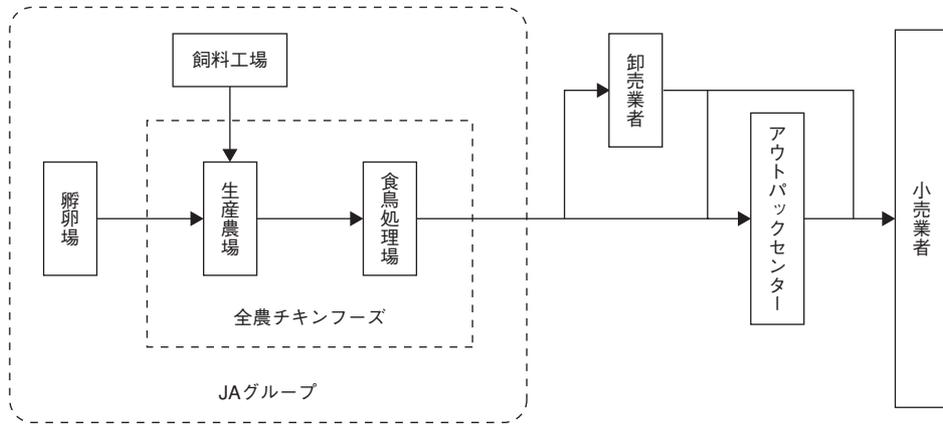 飼料工場
孵卵場
生産農場
食鳥処理場
全農チキンフーズ
JAグループ
卸売業者
アウトパックセンター
小売業者